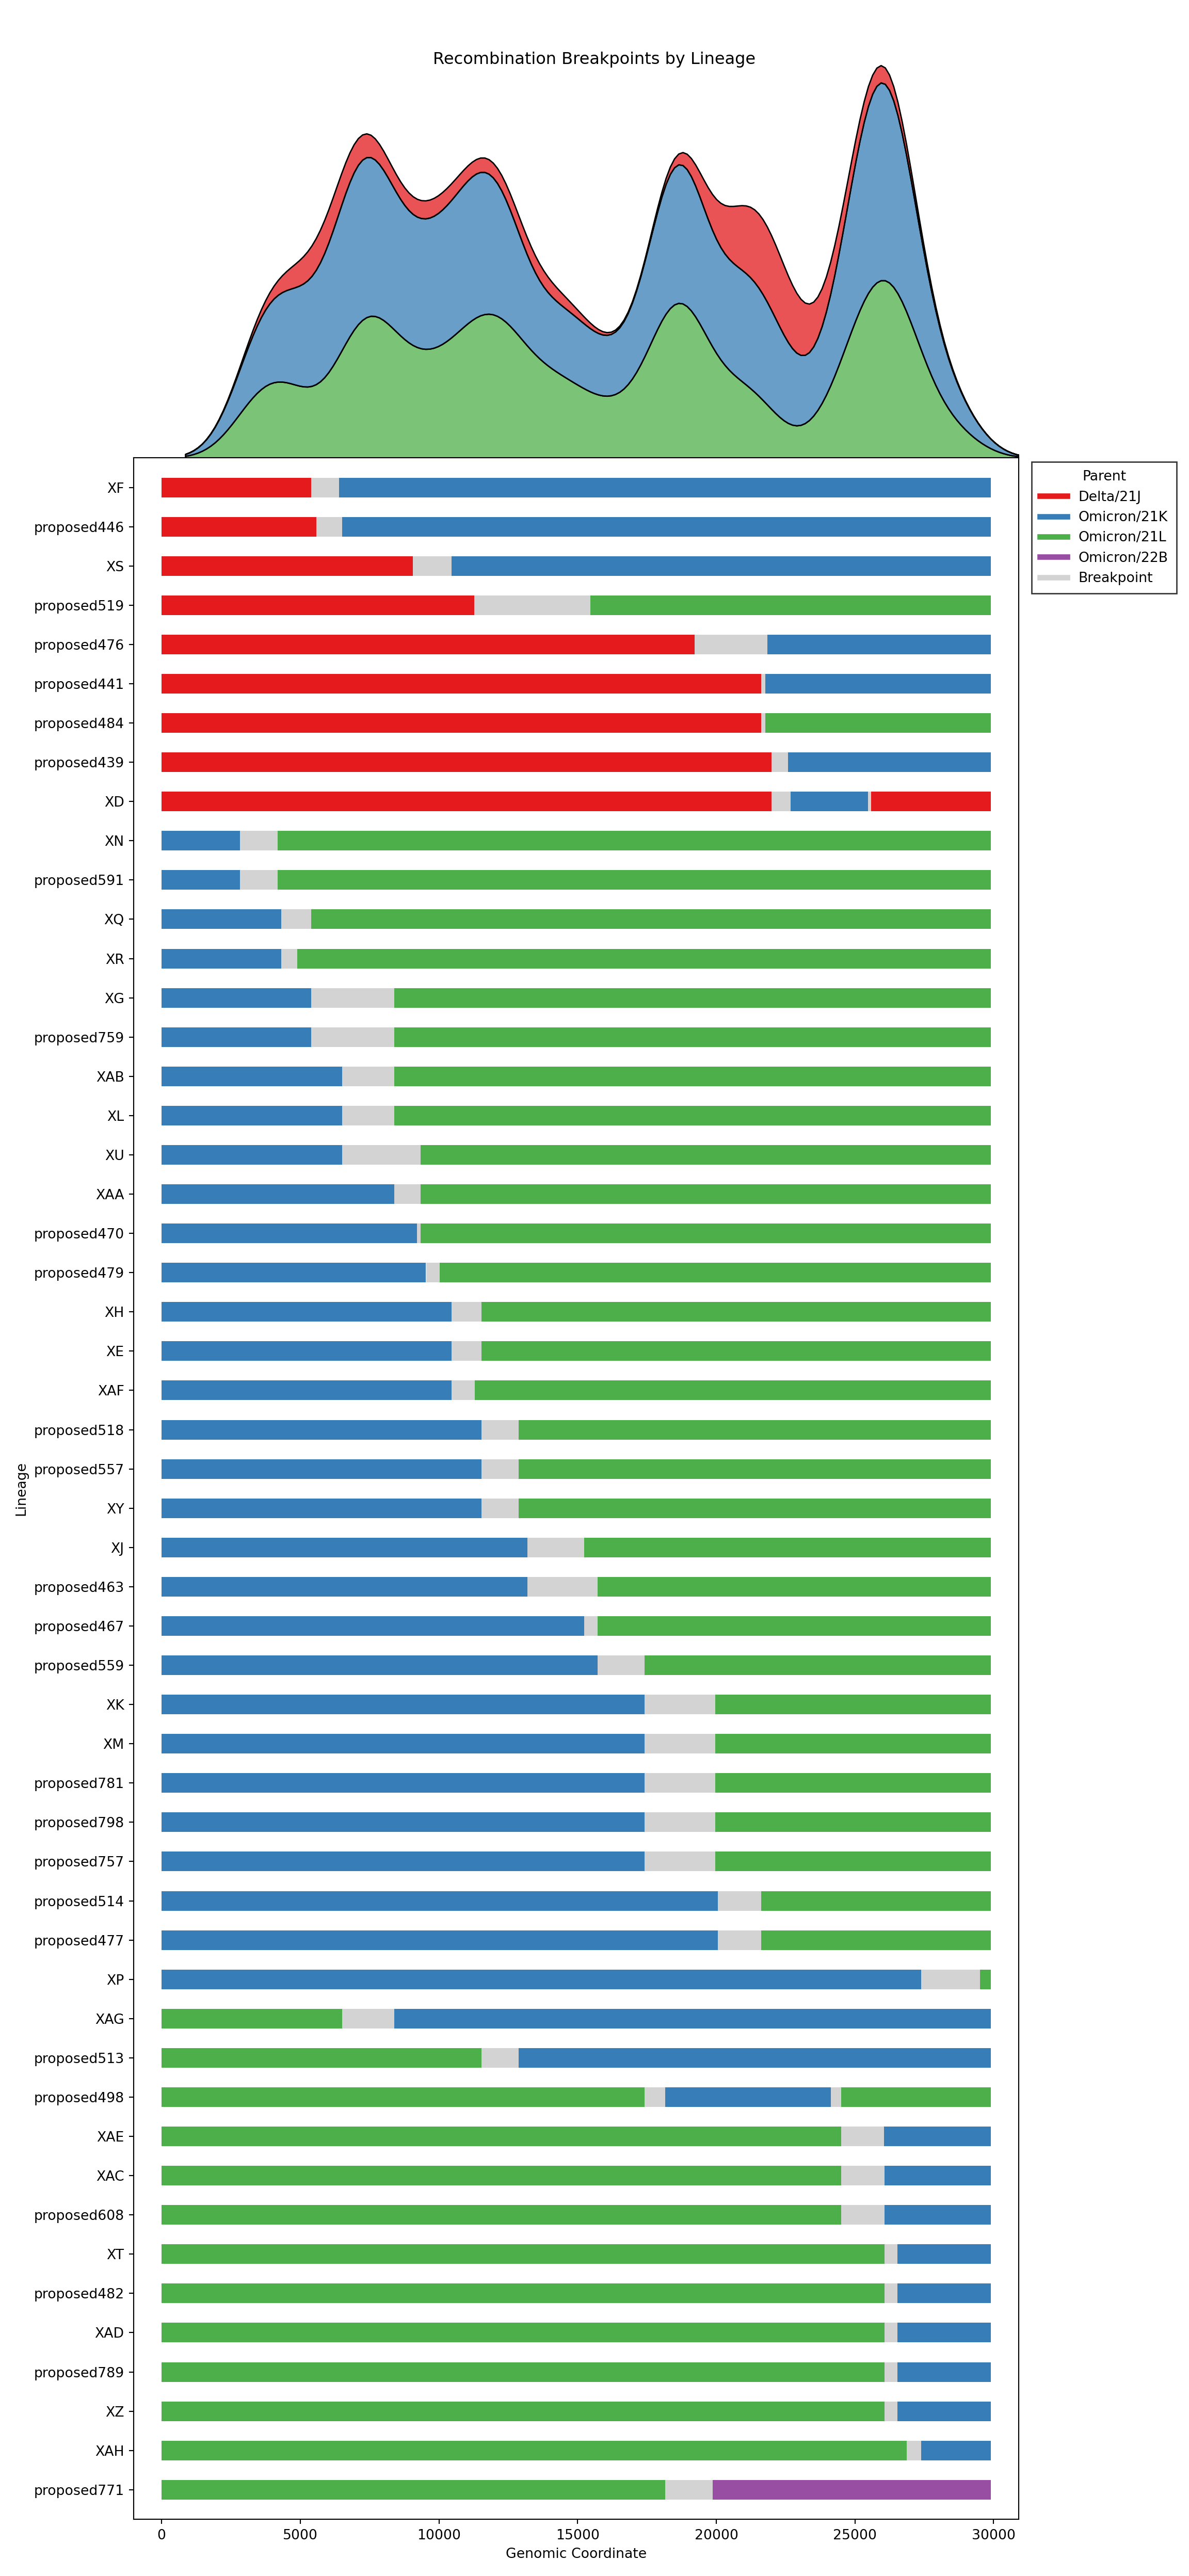 Recombination Breakpoints by Lineage
Parent
Delta/21J
Omicron/21K
Omicron/21L
Omicron/22B
Breakpoint
XF
proposed446
XS
proposed519
proposed476
proposed441
proposed484
proposed439
XD
XN
proposed591
XQ
XR
XG
proposed759
XAB
XL
XU
XAA
proposed470
proposed479
XH
XE
XAF
proposed518
proposed557
XY
XJ
proposed463
proposed467
proposed559
XK
XM
proposed781
proposed798
proposed757
proposed514
proposed477
XP
XAG
proposed513
proposed498
XAE
XAC
proposed608
XT
proposed482
XAD
proposed789
XZ
XAH
proposed771
Lineage
0 5000 10000 15000 20000 25000 30000
Genomic Coordinate